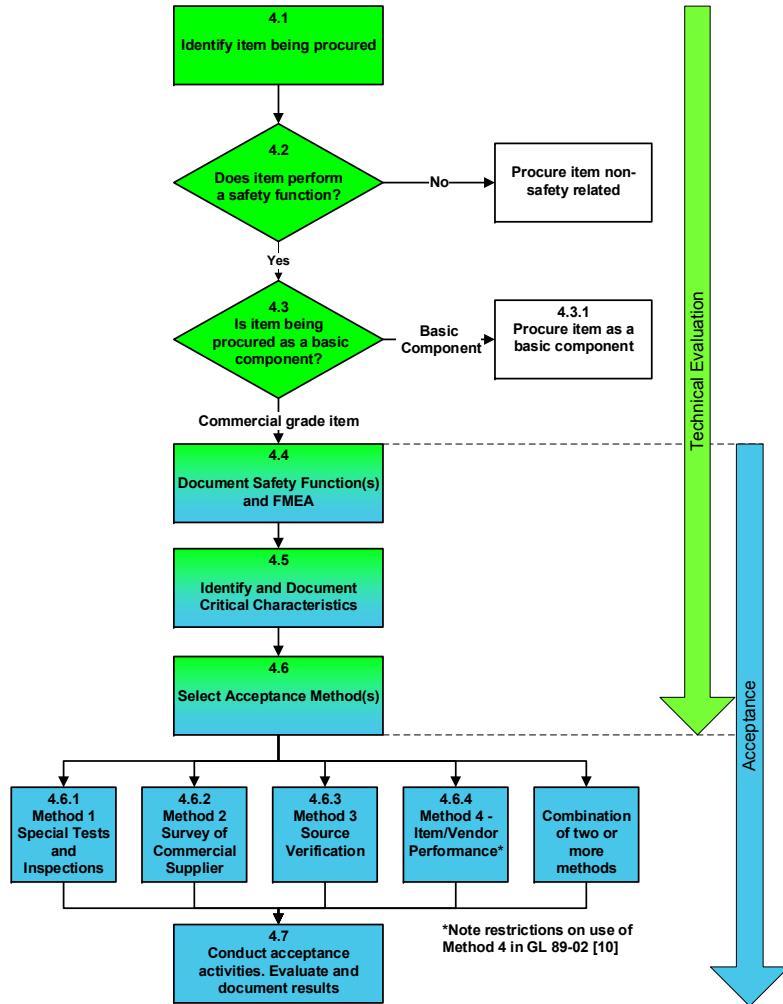 4.1
Identify item being procured
4.2
Does item perform
a safety function?
No
Procure item non-
safety related
Yes
4.3
Is item being
procured as a basic
component?
Basic
Component
4.3.1
Procure item as a
basic component
Commercial grade item
4.4
Document Safety Function(s)
and FMEA
4.5
Identify and Document
Critical Characteristics
4.6
Select Acceptance Method(s)
4.6.1
Method 1
Special Tests
and
Inspections
4.6.2
Method 2
Survey of
Commercial
Supplier
4.6.3
Method 3
Source
Verification
4.6.4
Method 4 -
Item/Vendor
Performance*
Combination
of two or
more
methods
4.7
Conduct acceptance
activities. Evaluate and
document results
*Note restrictions on use of
Method 4 in GL 89-02 [10]
Technical Evaluation
Acceptance